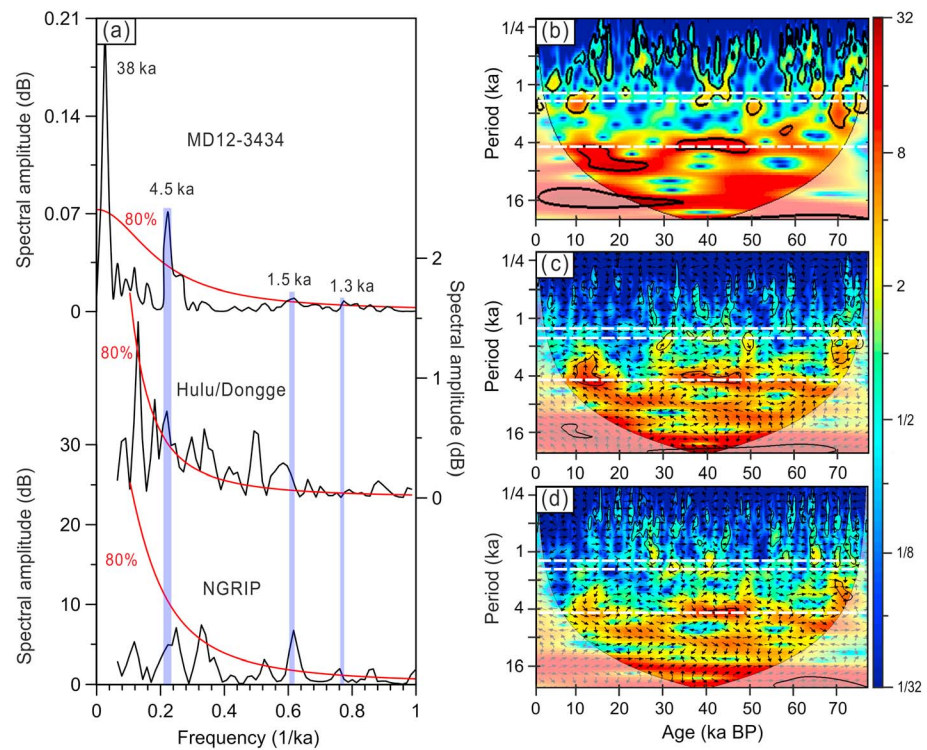 (a)
0.21
0.14
0.07
0
Spectral amplitude (dB)
38 ka
MD12-3434
4.5 ka
80%
1.5 ka
1.3 ka
2
1
0
Spectral amplitude (dB)
80%
Hulu/Dongge
30
20
10
0
Spectral amplitude (dB)
80%
NGRIP
0 0.2 0.4 0.6 0.8 1
Frequency (1/ka)
(b)
1/4
1
4
16
Period (ka)
0 10 20 30 40 50 60 70
(c)
1/4
1
4
16
Period (ka)
0 10 20 30 40 50 60 70
(d)
1/4
1
4
16
Period (ka)
0 10 20 30 40 50 60 70
Age (ka BP)
32
8
2
1/2
1/8
1/32